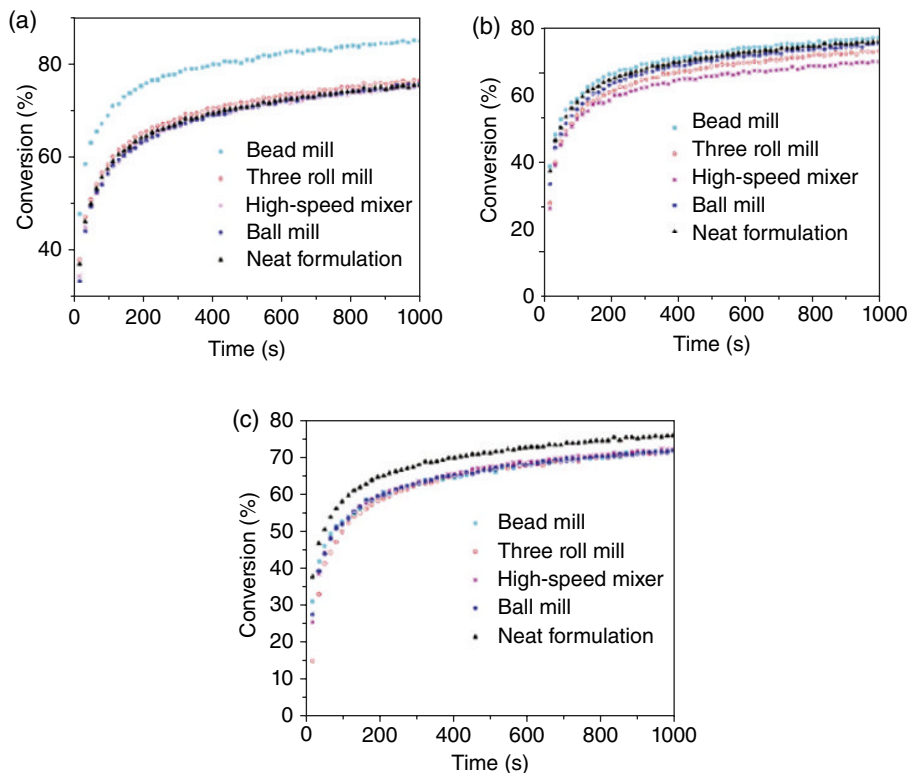 (a)
80
60
40
Conversion (%)
Bead mill
Three roll mill
High-speed mixer
Ball mill
Neat formulation
0 200 400 600 800 1000
Time (s)
(b)
80
60
40
20
0
Conversion (%)
Bead mill
Three roll mill
High-speed mixer
Ball mill
Neat formulation
0 200 400 600 800 1000
Time (s)
(c)
80
70
60
50
40
30
20
10
0
Conversion (%)
Bead mill
Three roll mill
High-speed mixer
Ball mill
Neat formulation
0 200 400 600 800 1000
Time (s)